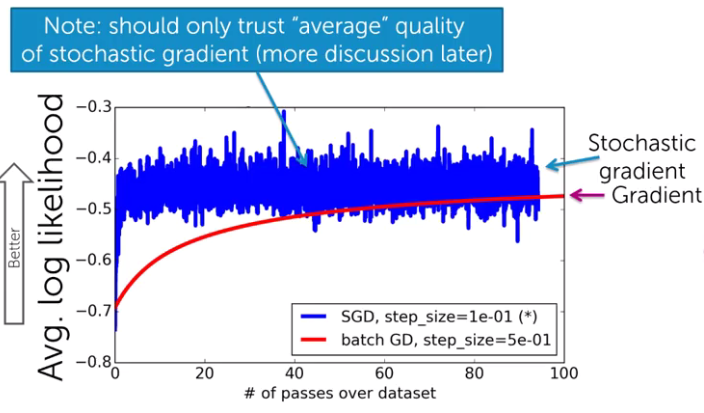 Note: should only trust “average” quality
of stochastic gradient (more discussion later)
Avg. log likelihood
Better
−0.3
−0.4
−0.5
−0.6
−0.7
−0.8
0 20 40 60 80 100
# of passes over dataset
SGD, step_size=1e-01 (*)
batch GD, step_size=5e-01
Stochastic
gradient
Gradient